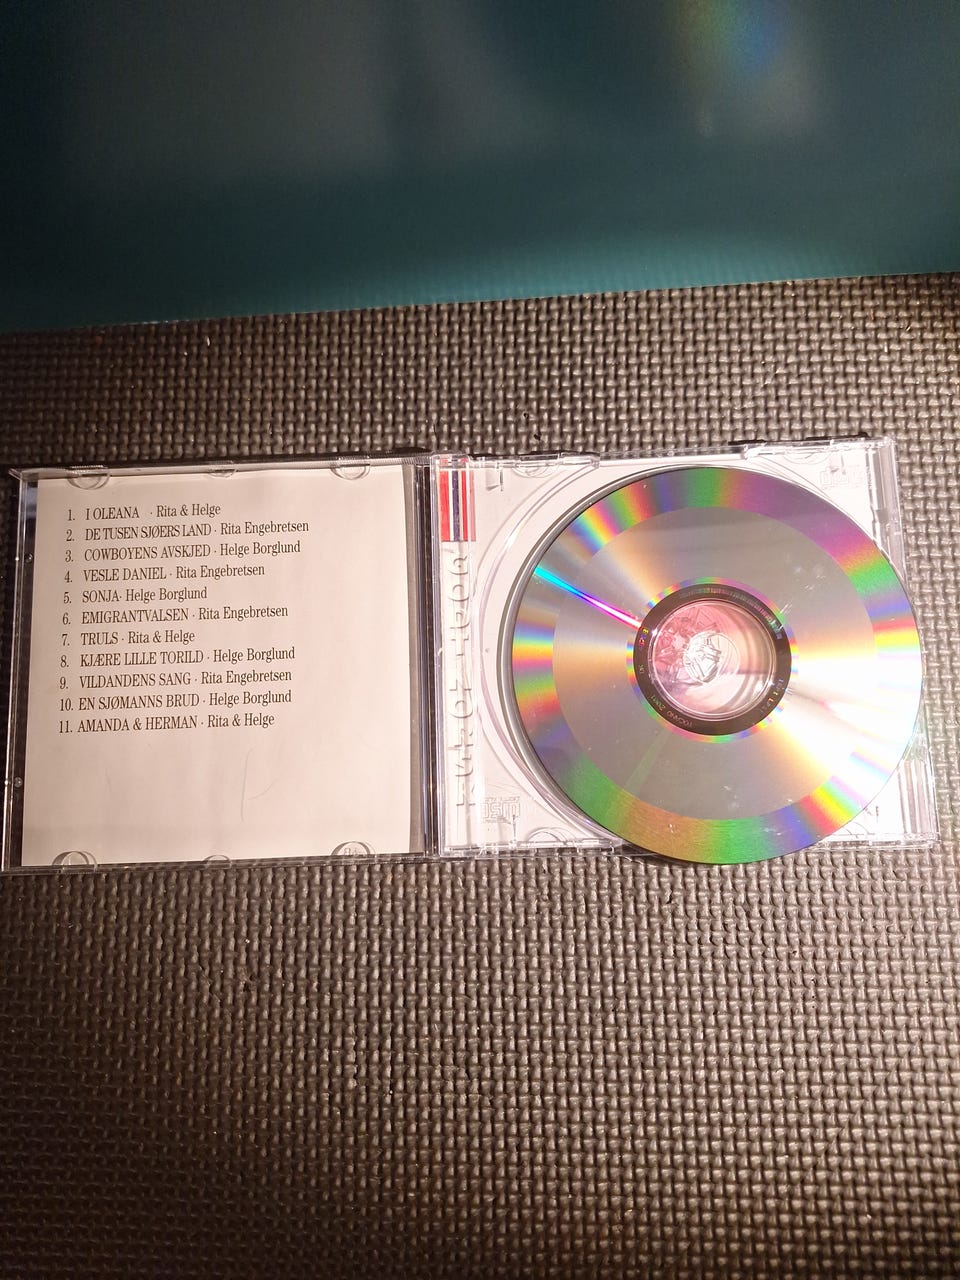 1. I OLEANA · Rita & Helge
2. DE TUSEN SJØERS LAND · Rita Engebretsen
3. COWBOYENS AVSKJED · Helge Borglund
4. VESLE DANIEL · Rita Engebretsen
5. SONJA · Helge Borglund
6. EMIGRANTVALSEN · Rita Engebretsen
7. TRULS · Rita & Helge
8. KJÆRE LILLE TORILD · Helge Borglund
9. VILDANDENS SANG · Rita Engebretsen
10. EN SJØMANNS BRUD · Helge Borglund
11. AMANDA & HERMAN · Rita & Helge